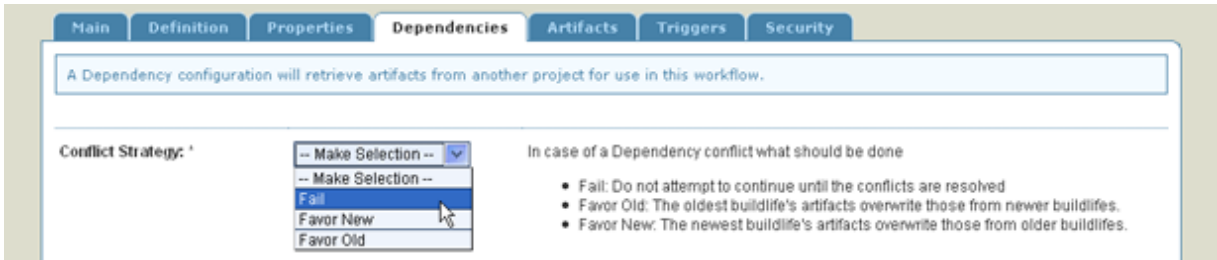 Main Definition Properties Dependencies Artifacts Triggers Security
A Dependency configuration will retrieve artifacts from another project for use in this workflow.
Conflict Strategy: * -- Make Selection -- In case of a Dependency conflict what should be done
-- Make Selection --
Fail • Fail: Do not attempt to continue until the conflicts are resolved
Favor New • Favor Old: The oldest buildlife's artifacts overwrite those from newer buildlifes.
Favor Old • Favor New: The newest buildlife's artifacts overwrite those from older buildlifes.